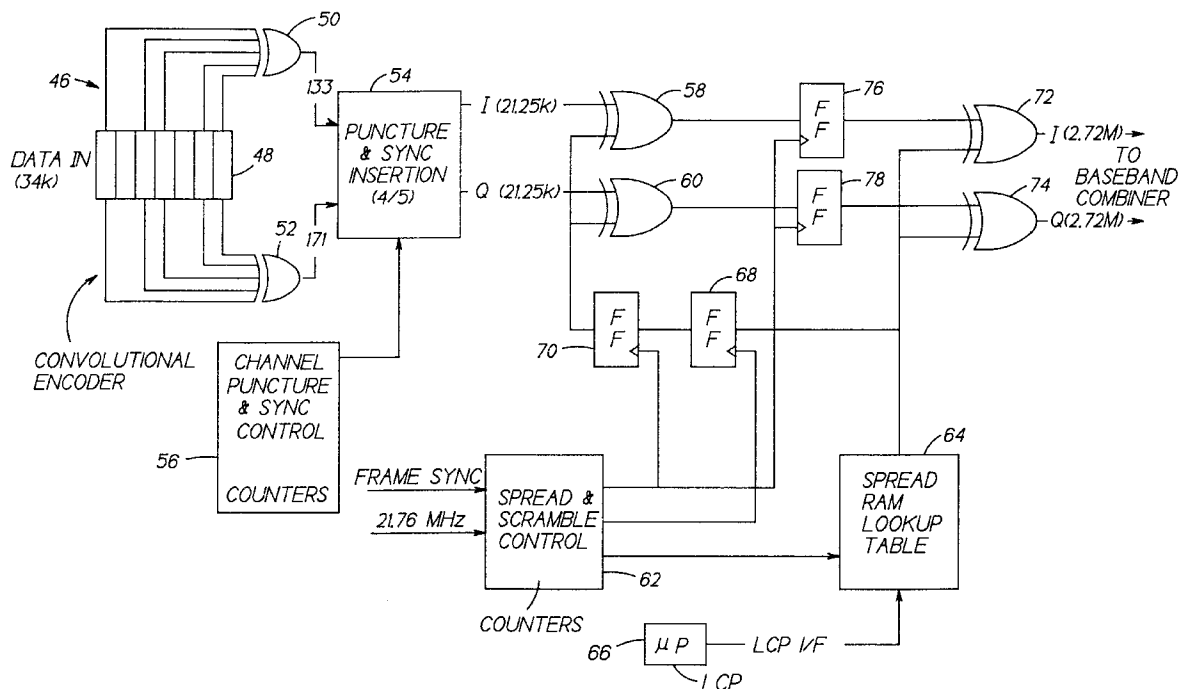 50
46
133
54
58
76
72
I (21.25k)
F
F
I (2.72M)
DATA IN
(34k)
48
PUNCTURE
& SYNC
INSERTION
(4/5)
TO
BASEBAND
COMBINER
Q (21.25k)
60
78
74
F
F
Q(2.72M)
52
171
68
F
F
F
F
70
CONVOLUTIONAL
ENCODER
CHANNEL
PUNCTURE
& SYNC
CONTROL
COUNTERS
56
64
FRAME SYNC
21.76 MHz
SPREAD &
SCRAMBLE
CONTROL
62
COUNTERS
SPREAD
RAM
LOOKUP
TABLE
66
μP
LCP I/F
LCP